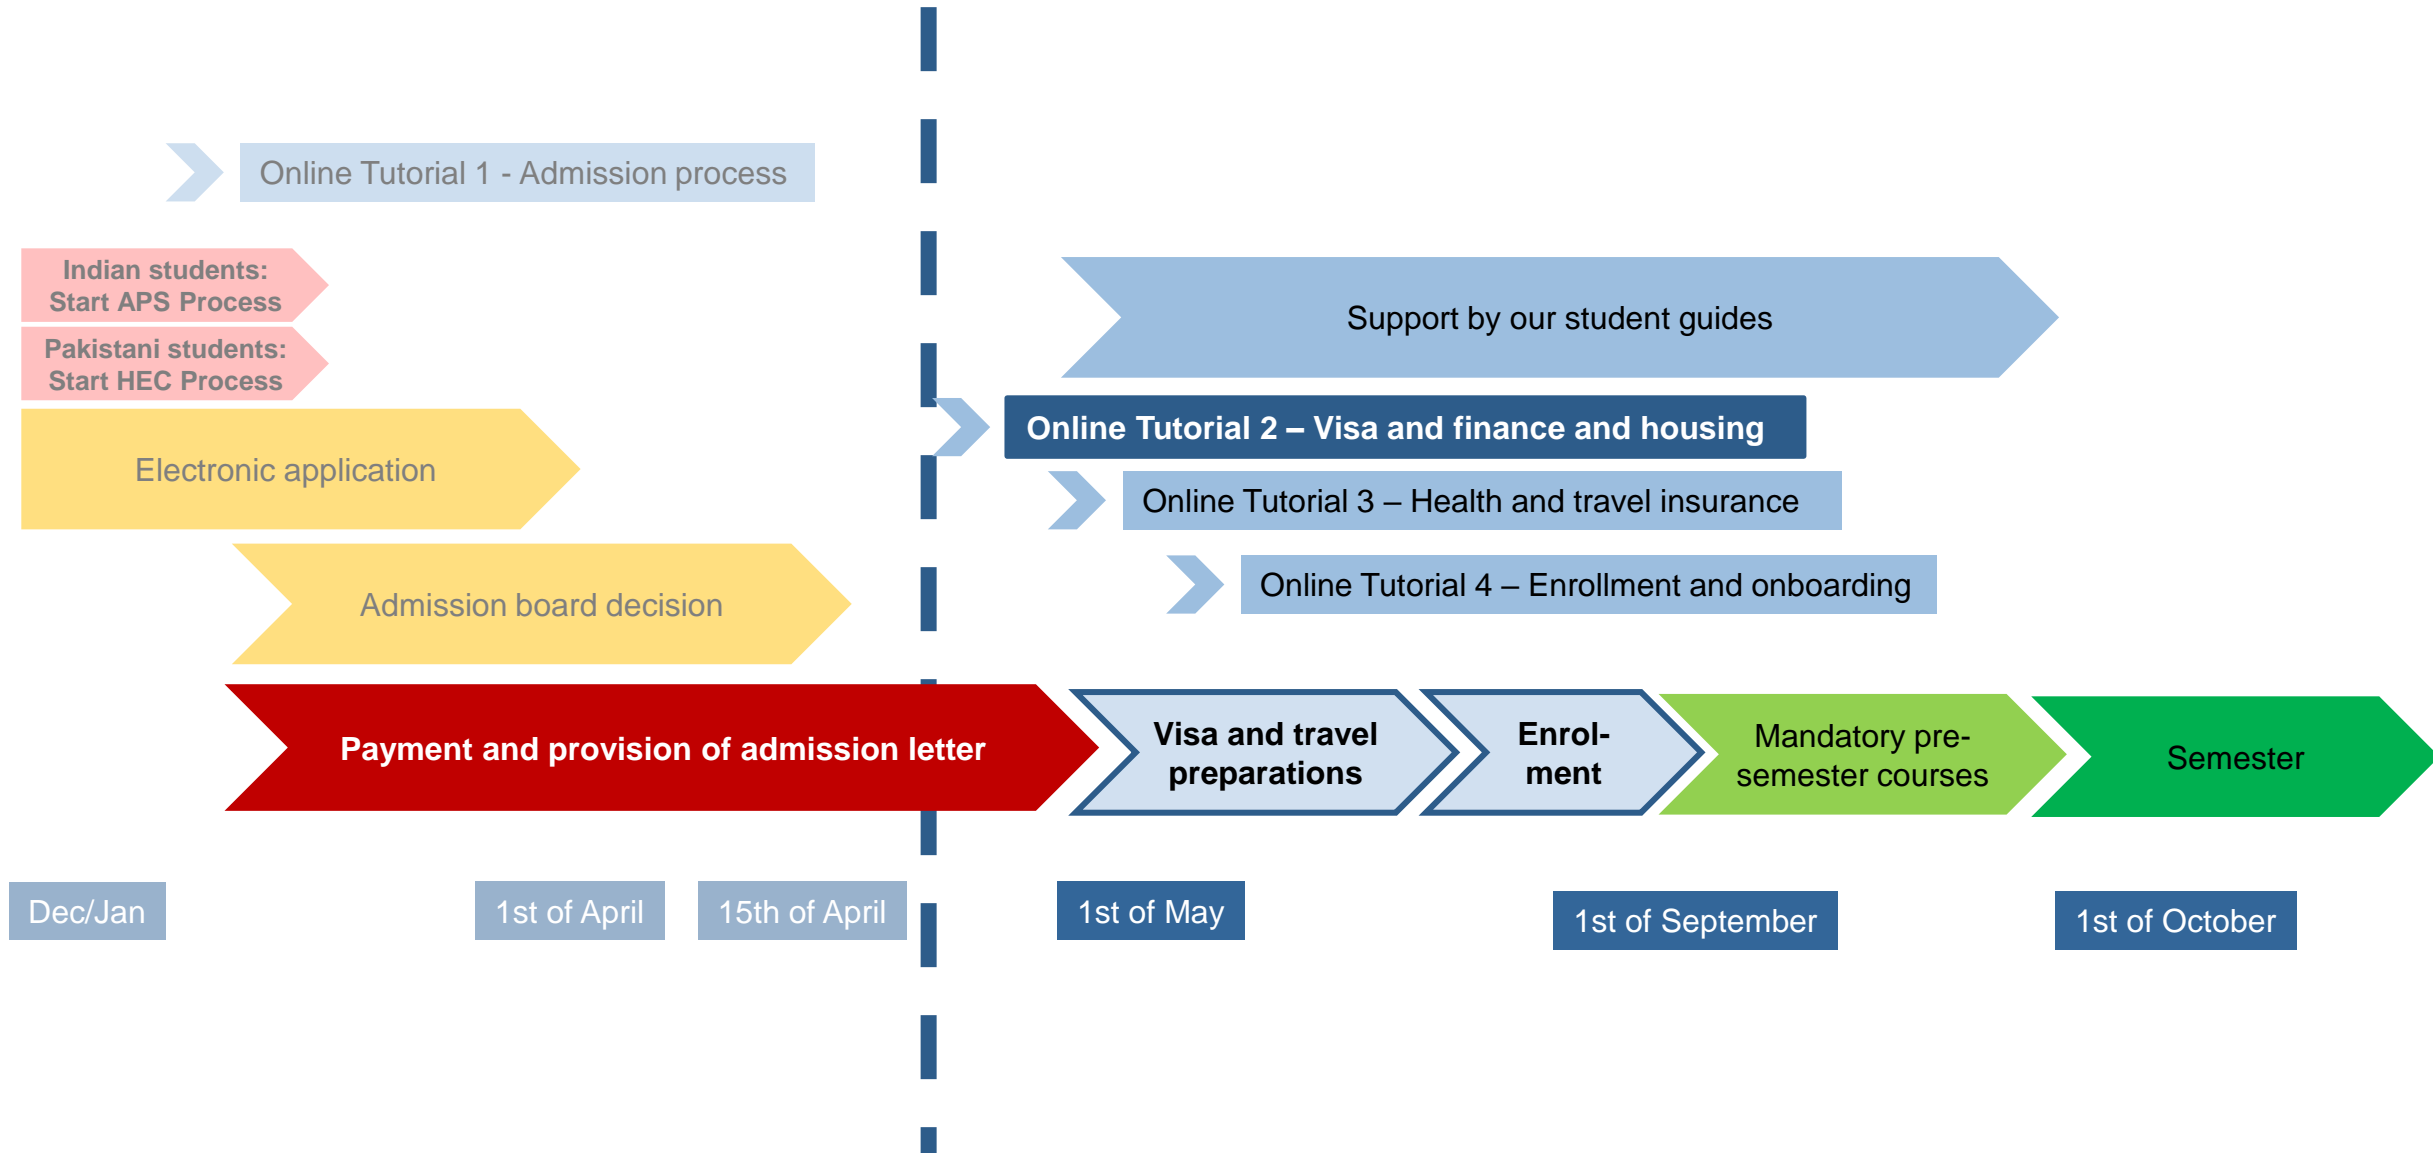 Online Tutorial 1 - Admission process
Indian students:
Start APS Process
Pakistani students:
Start HEC Process
Electronic application
Admission board decision
Support by our student guides
Online Tutorial 2 – Visa and finance and housing
Online Tutorial 3 – Health and travel insurance
Online Tutorial 4 – Enrollment and onboarding
Payment and provision of admission letter
Visa and travel
preparations
Enrol-
ment
Mandatory pre-
semester courses
Semester
Dec/Jan
1st of April
15th of April
1st of May
1st of September
1st of October